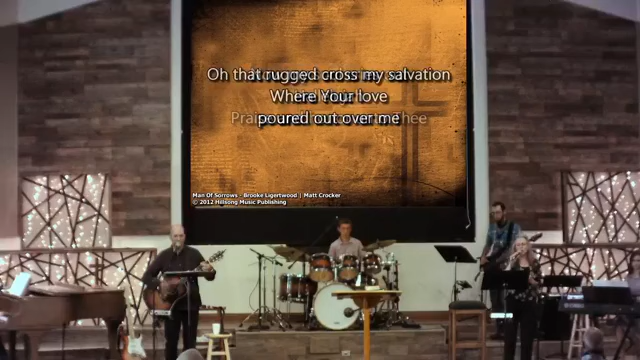 Oh that rugged cross my salvation
Where Your love
poured out over me
Man Of Sorrows - Brooke Ligertwood | Matt Crocker
© 2012 Hillsong Music Publishing